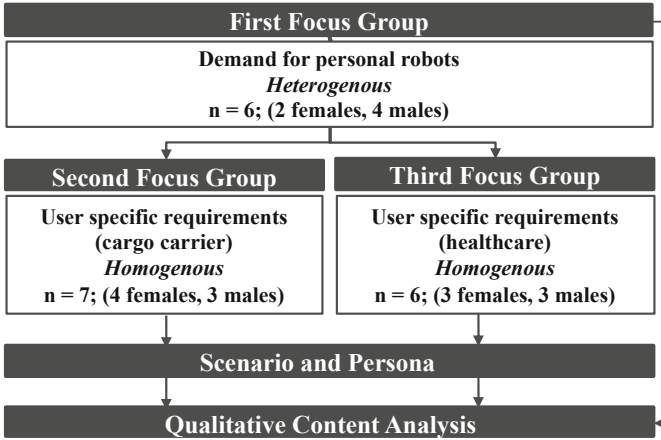 First Focus Group
Demand for personal robots
Heterogenous
n = 6; (2 females, 4 males)
Second Focus Group
User specific requirements
(cargo carrier)
Homogenous
n = 7; (4 females, 3 males)
Third Focus Group
User specific requirements
(healthcare)
Homogenous
n = 6; (3 females, 3 males)
Scenario and Persona
Qualitative Content Analysis